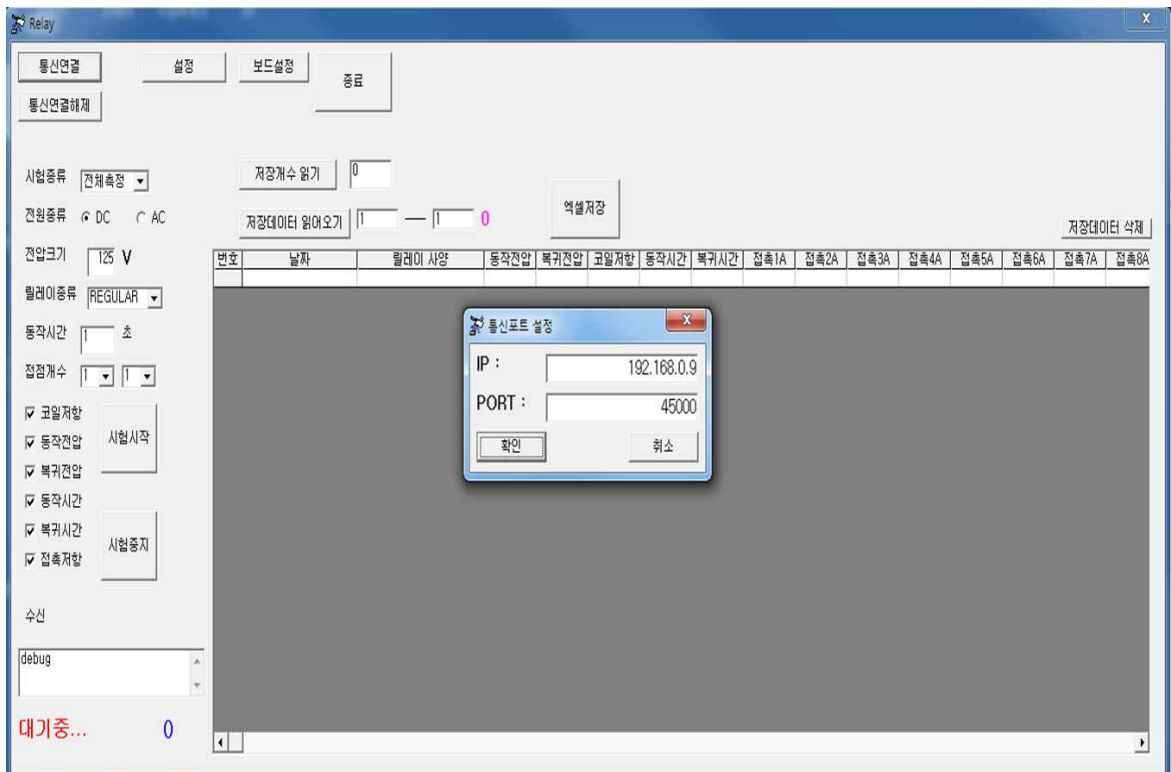 Relay
통신연결 설정 보드설정 종료
통신연결해제
시험종류 전체측정
저장개수 읽기 0
전원종류 DC AC
저장데이터 읽어오기 1 — 1 0
엑셀저장
저장데이터 삭제
전압크기 125 V
번호 날짜 릴레이 사양 동작전압 복귀전압 코일저항 동작시간 복귀시간 접촉1A 접촉2A 접촉3A 접촉4A 접촉5A 접촉6A 접촉7A 접촉8A
릴레이종류 REGULAR
동작시간 1 초
접점개수 1 1
코일저항
동작전압
복귀전압
동작시간
복귀시간
접촉저항
시험시작
시험중지
수신
debug
대기중... 0
통신포트 설정
IP : 192.168.0.9
PORT : 45000
확인 취소